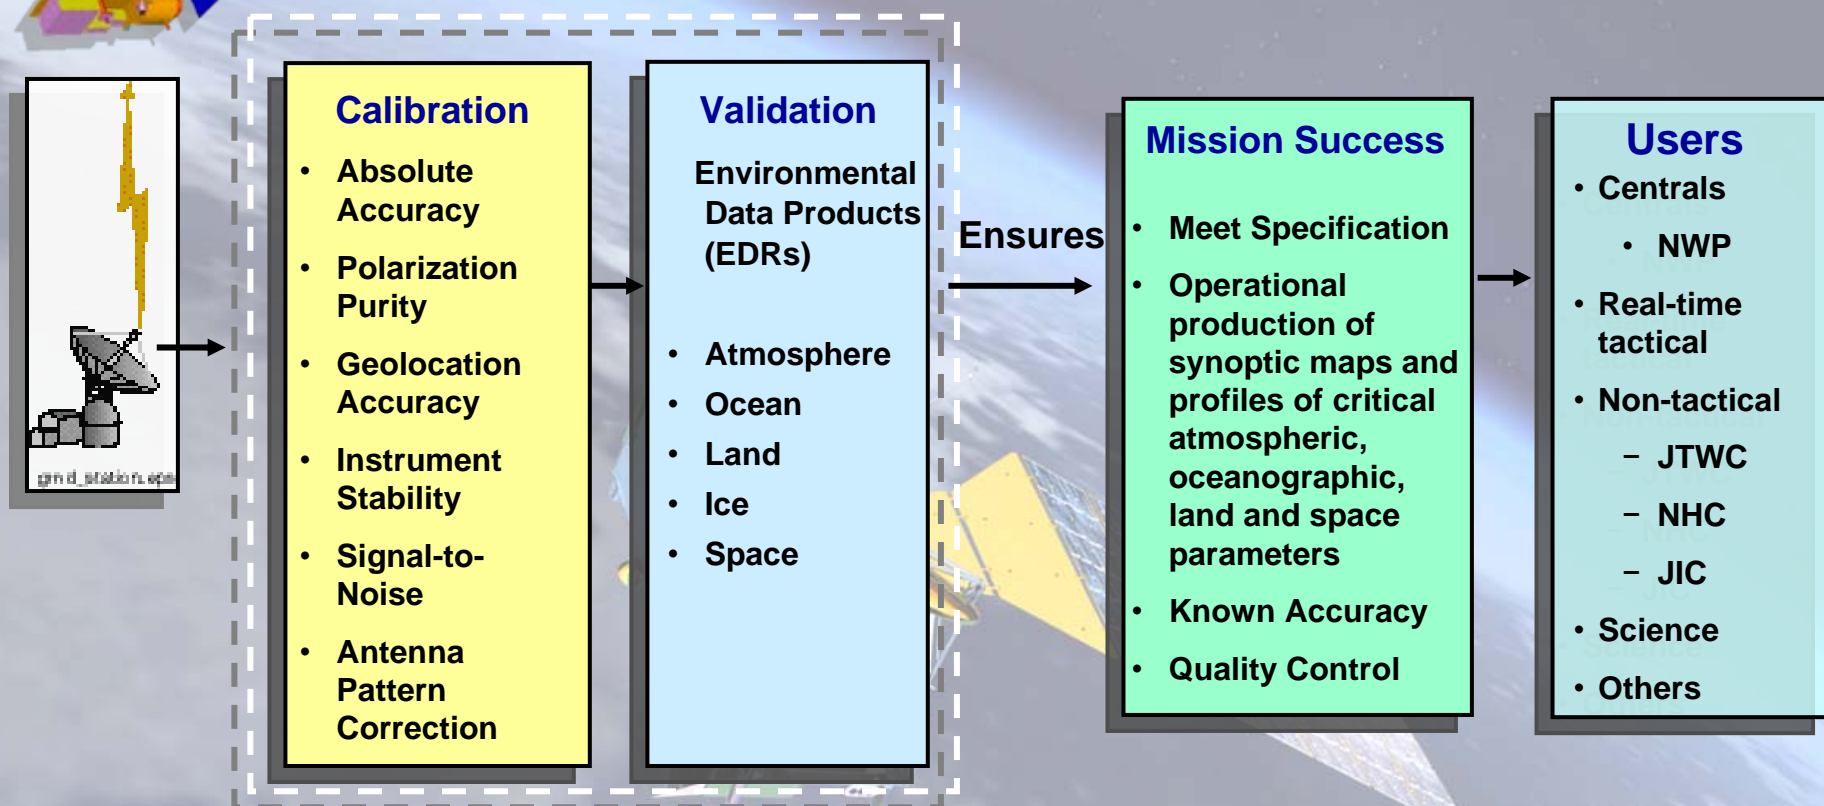 Calibration
• Absolute
Accuracy
• Polarization
Purity
• Geolocation
Accuracy
• Instrument
Stability
• Signal-to-
Noise
• Antenna
Pattern
Correction
Validation
Environmental
Data Products
(EDRs)
• Atmosphere
• Ocean
• Land
• Ice
• Space
Ensures
Mission Success
• Meet Specification
• Operational
production of
synoptic maps and
profiles of critical
atmospheric,
oceanographic,
land and space
parameters
• Known Accuracy
• Quality Control
Users
• Centrals
• NWP
• Real-time
tactical
• Non-tactical
– JTWC
– NHC
– JIC
• Science
• Others